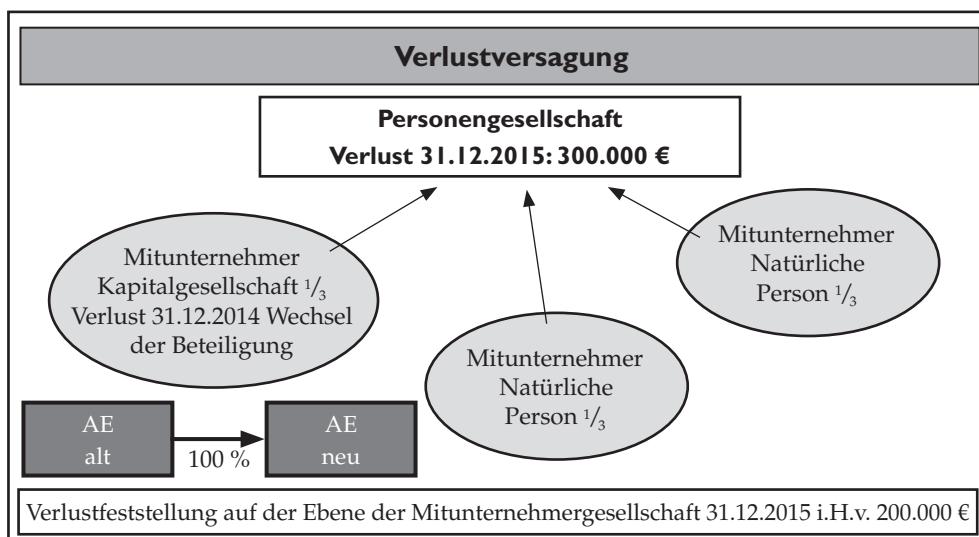 Verlustversagung
Personengesellschaft
Verlust 31.12.2015: 300.000 €
Mitunternehmer
Kapitalgesellschaft 1/3
Verlust 31.12.2014 Wechsel
der Beteiligung
Mitunternehmer
Natürliche
Person 1/3
Mitunternehmer
Natürliche
Person 1/3
AE
alt
100 %
AE
neu
Verlustfeststellung auf der Ebene der Mitunternehmergesellschaft 31.12.2015 i.H.v. 200.000 €